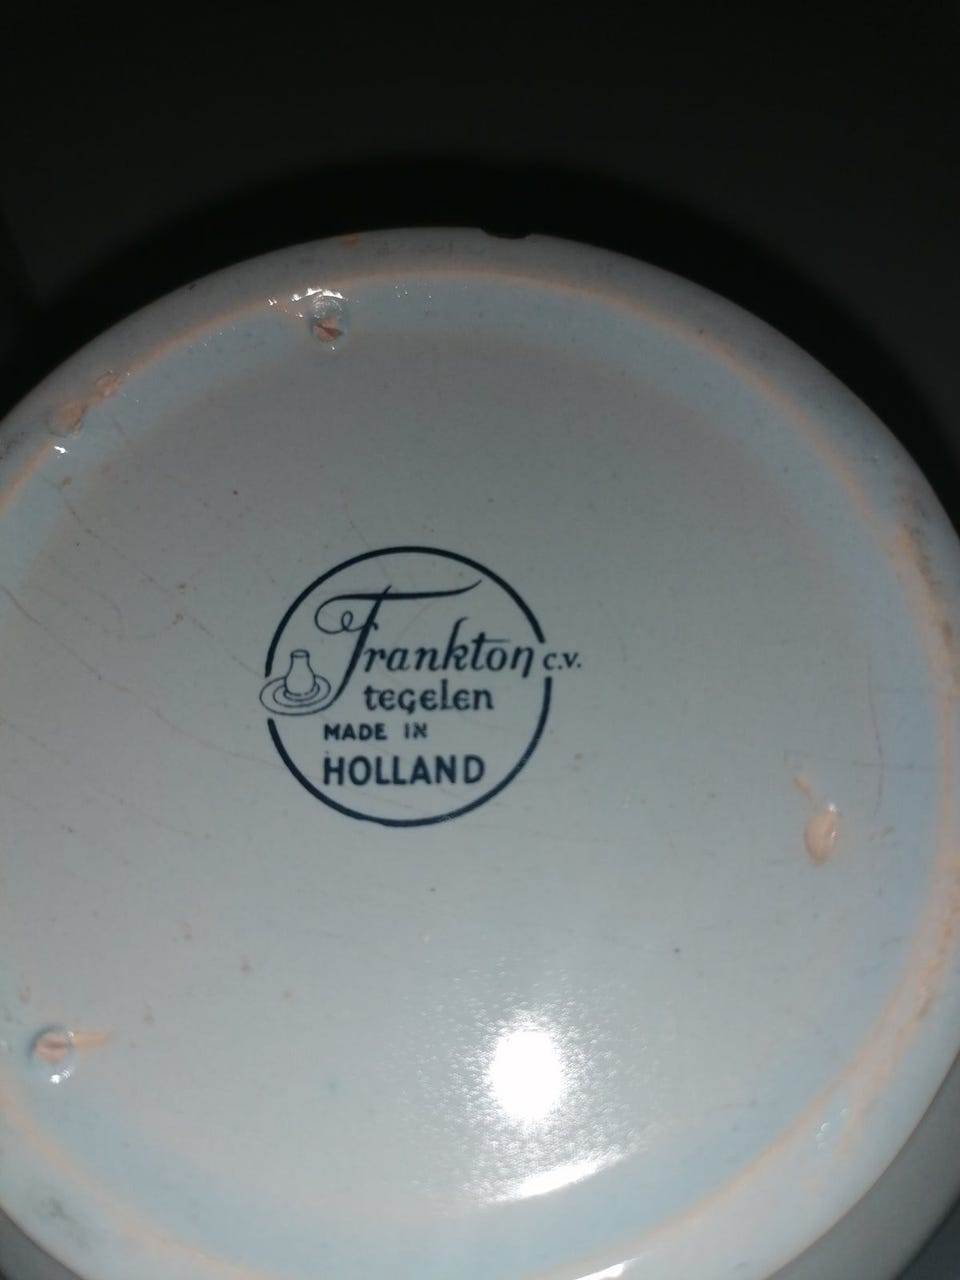 Frankton c.v.
tegelen
MADE IN
HOLLAND